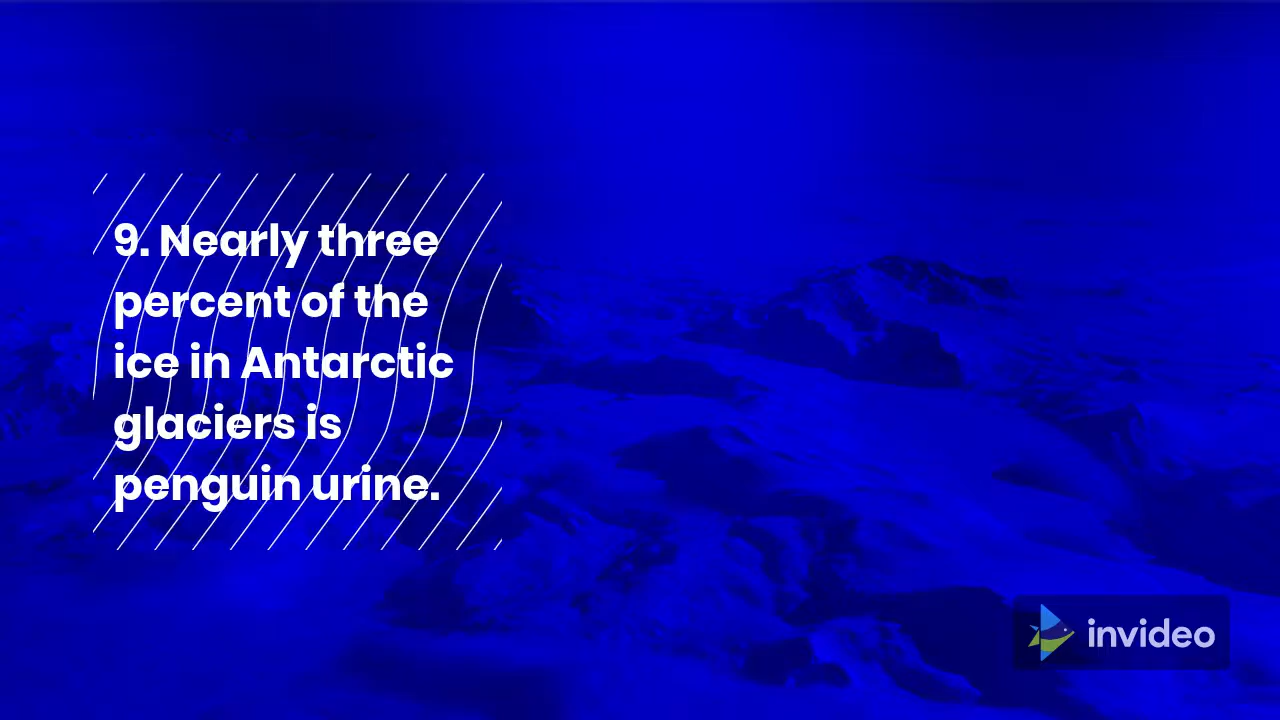 9. Nearly three
percent of the
ice in Antarctic
glaciers is
penguin urine.
invideo